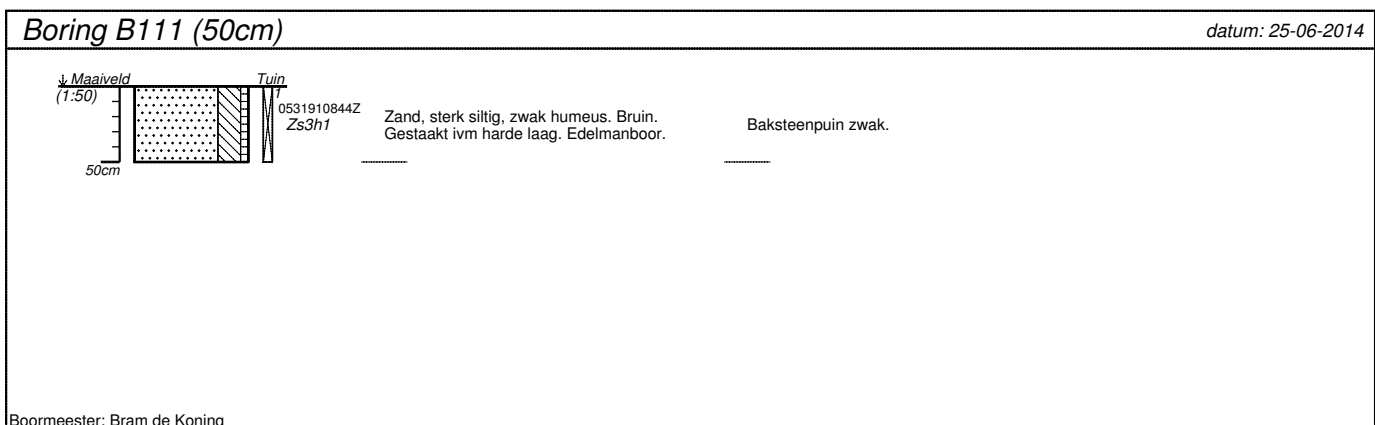 Boring B111 (50cm)
datum: 25-06-2014
Maaiveld
Tuin
(1:50)
1
0531910844Z
Zs3h1
Zand, sterk siltig, zwak humeus. Bruin.
Gestaakt ivm harde laag. Edelmanboor.
Baksteenpuin zwak.
50cm
Boormeester: Bram de Koning